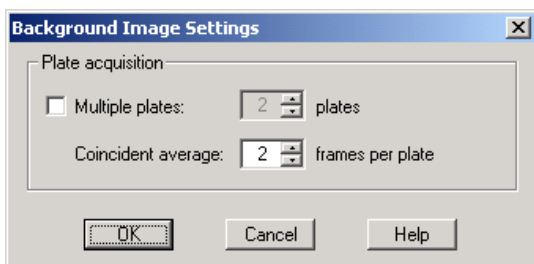 Background Image Settings
Plate acquisition
Multiple plates: 2 plates
Coincident average: 2 frames per plate
OK Cancel Help